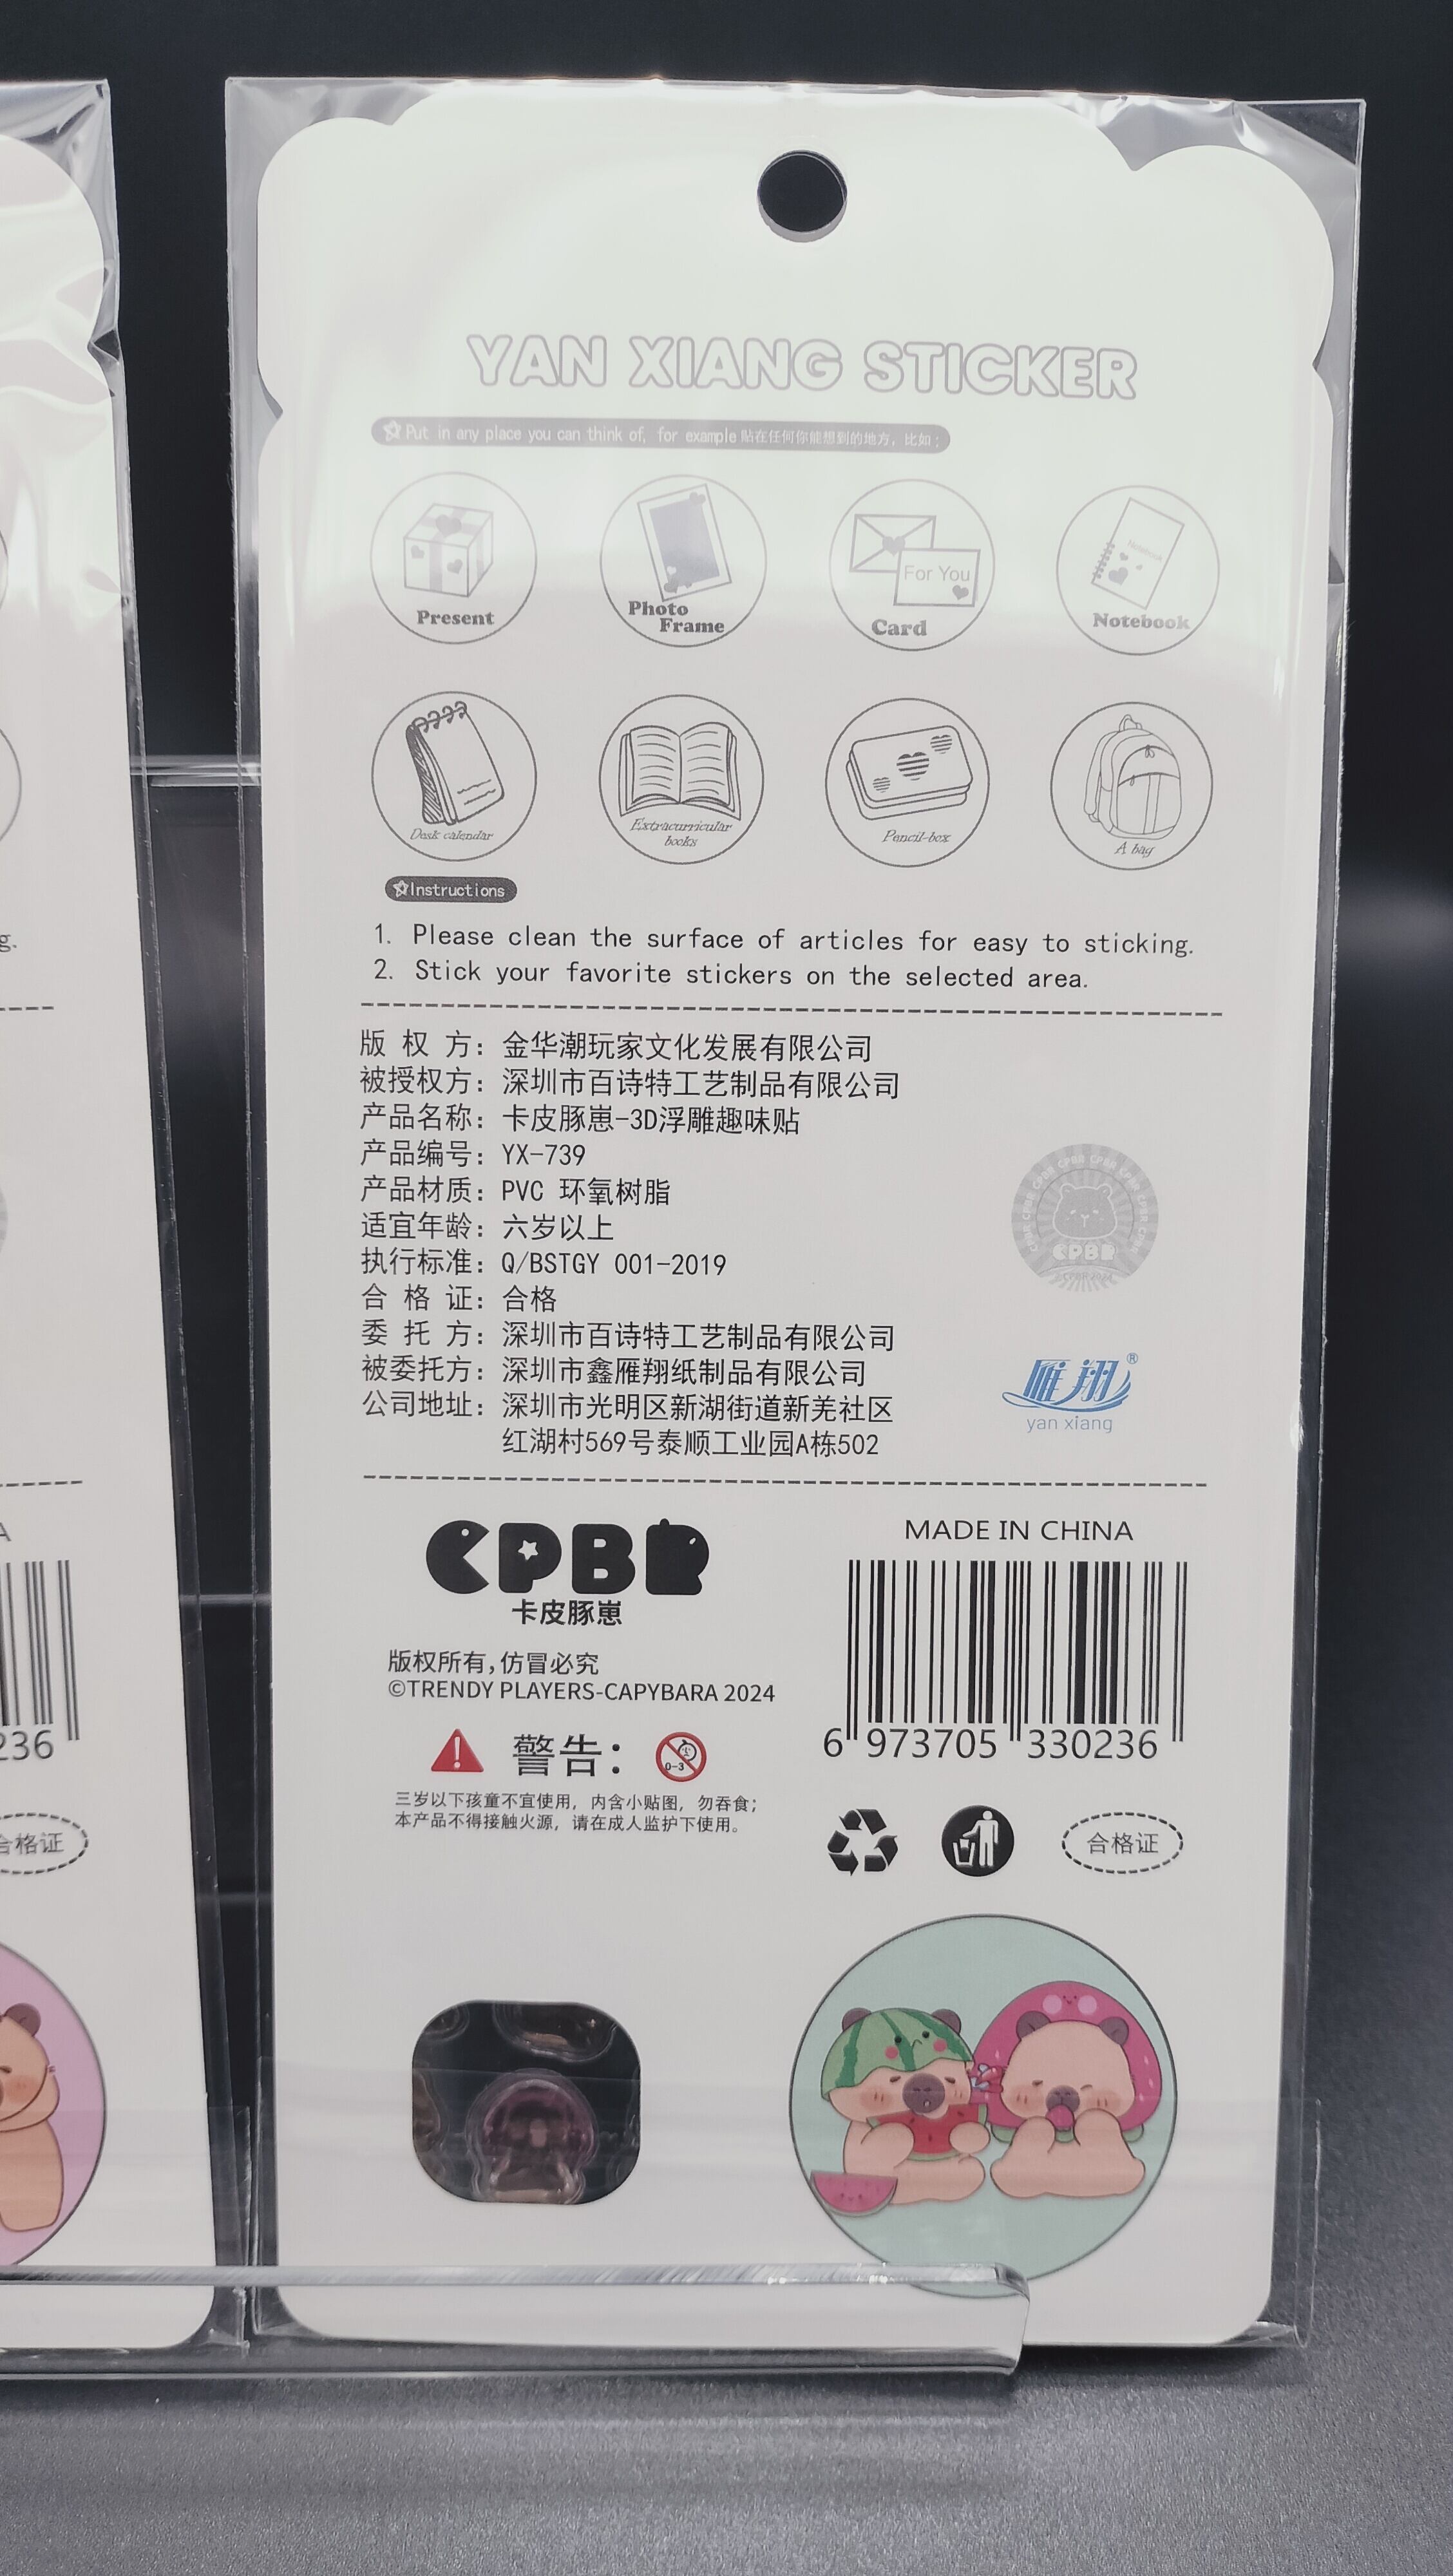 YAN XIANG STICKER
Put in any place you can think of, for example 貼在任何你能想到的地方，比如：
Present
Photo Frame
For You
Card
Notebook
Notebook
Desk calendar
Extracurricular books
Pencil-box
A bag
Instructions
g.
1. Please clean the surface of articles for easy to sticking.
2. Stick your favorite stickers on the selected area.
版 权 方：金华潮玩家文化发展有限公司
被授权方：深圳市百诗特工艺制品有限公司
产品名称：卡皮豚崽-3D浮雕趣味贴
产品编号：YX-739
产品材质：PVC 环氧树脂
适宜年龄：六岁以上
执行标准：Q/BSTGY 001-2019
合 格 证：合格
委 托 方：深圳市百诗特工艺制品有限公司
被委托方：深圳市鑫雁翔纸制品有限公司
公司地址：深圳市光明区新湖街道新羌社区
红湖村569号泰顺工业园A栋502
CPBR CPBR CPBR CPBR CPBR
CPBR
雁翔®
yan xiang
A
CPBR
卡皮豚崽
MADE IN CHINA
版权所有,仿冒必究
©TRENDY PLAYERS-CAPYBARA 2024
236
6 973705 330236
警告：
0-3
三岁以下孩童不宜使用，内含小贴图，勿吞食；
本产品不得接触火源，请在成人监护下使用。
合格证
合格证